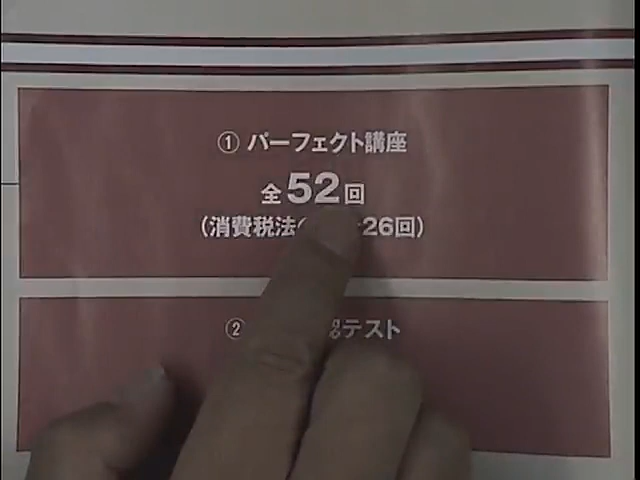 ① パーフェクト講座
全52回
（消費税法 26回）
② テスト